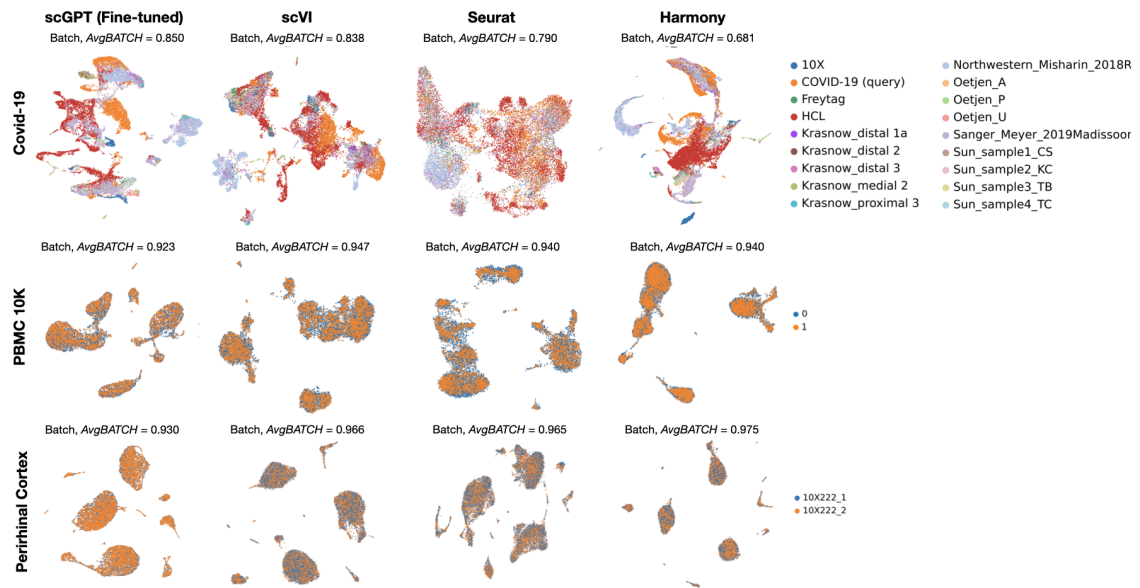 scGPT (Fine-tuned) scVI Seurat Harmony
Covid-19
Batch, AvgBATCH = 0.850
Batch, AvgBATCH = 0.838
Batch, AvgBATCH = 0.790
Batch, AvgBATCH = 0.681
10X
COVID-19 (query)
Freytag
HCL
Krasnow_distal 1a
Krasnow_distal 2
Krasnow_distal 3
Krasnow_medial 2
Krasnow_proximal 3
Northwestern_Misharin_2018R
Oetjen_A
Oetjen_P
Oetjen_U
Sanger_Meyer_2019Madissoon
Sun_sample1_CS
Sun_sample2_KC
Sun_sample3_TB
Sun_sample4_TC
PBMC 10K
Batch, AvgBATCH = 0.923
Batch, AvgBATCH = 0.947
Batch, AvgBATCH = 0.940
Batch, AvgBATCH = 0.940
0
1
Perirhinal Cortex
Batch, AvgBATCH = 0.930
Batch, AvgBATCH = 0.966
Batch, AvgBATCH = 0.965
Batch, AvgBATCH = 0.975
10X222_1
10X222_2